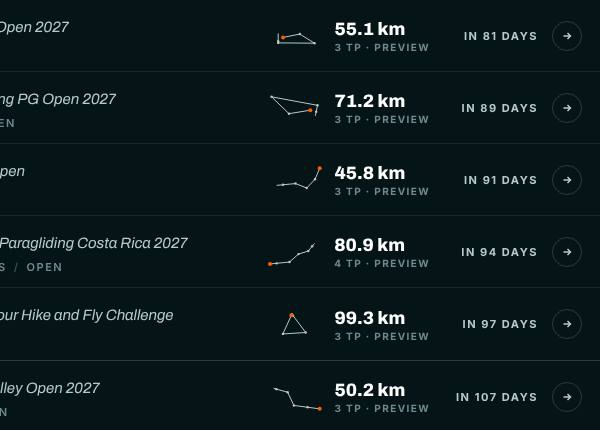 Open 2027
55.1 km
3 TP · PREVIEW
IN 81 DAYS
ng PG Open 2027
EN
71.2 km
3 TP · PREVIEW
IN 89 DAYS
pen
45.8 km
3 TP · PREVIEW
IN 91 DAYS
Paragliding Costa Rica 2027
S / OPEN
80.9 km
4 TP · PREVIEW
IN 94 DAYS
our Hike and Fly Challenge
99.3 km
3 TP · PREVIEW
IN 97 DAYS
lley Open 2027
N
50.2 km
3 TP · PREVIEW
IN 107 DAYS